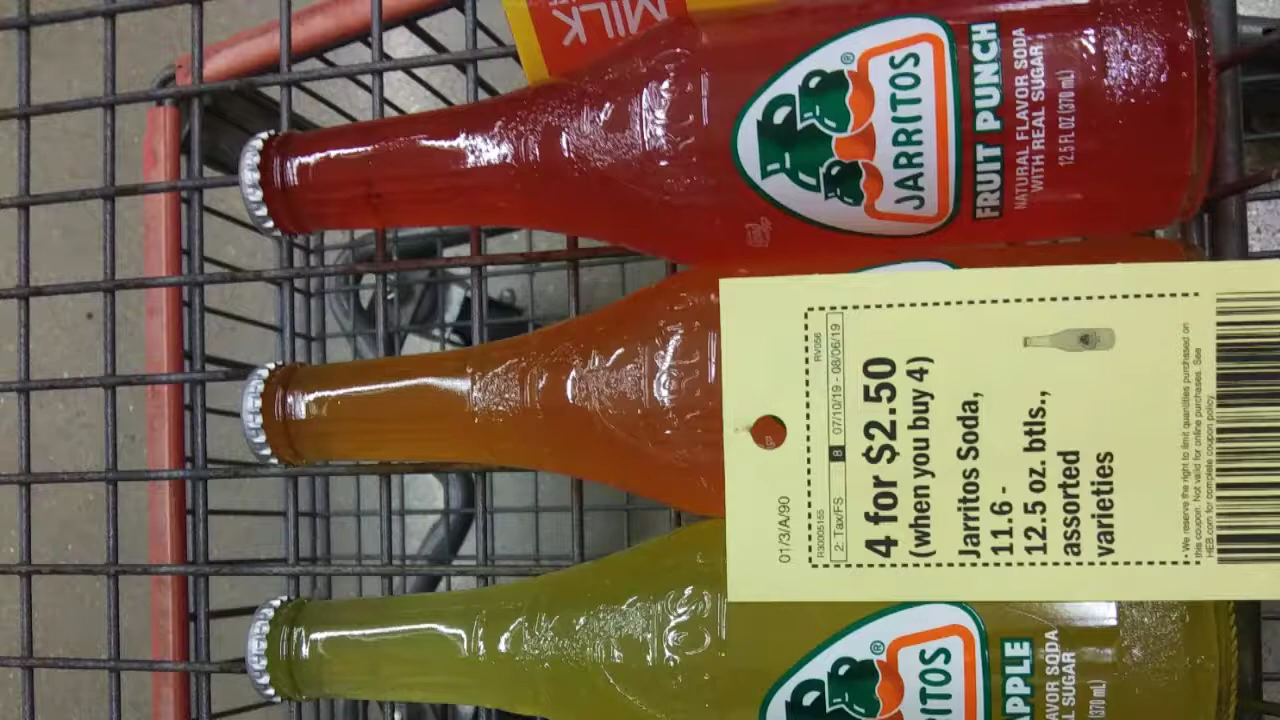 MILK
JARRITOS
FRUIT PUNCH
NATURAL FLAVOR SODA
WITH REAL SUGAR
12.5 FL OZ (370 mL)
01/3/A/90
R30005155 RV056
2: Tax/FS 8 07/10/19 - 08/06/19
4 for $2.50
(when you buy 4)
Jarritos Soda,
11.6 -
12.5 oz. btls.,
assorted
varieties
• We reserve the right to limit quantities purchased on
this coupon. Not valid for online purchases. See
HEB.com for complete coupon policy.
RITOS
APPLE
AVOR SODA
L SUGAR
(370 mL)